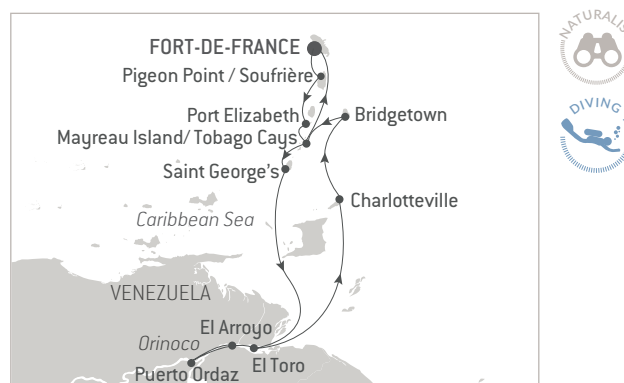 FORT-DE-FRANCE
Pigeon Point / Soufrière
Port Elizabeth
Bridgetown
Mayreau Island/ Tobago Cays
Saint George's
Charlotteville
Caribbean Sea
VENEZUELA
El Arroyo
Orinoco
El Toro
Puerto Ordaz
NATURALIS
DIVING